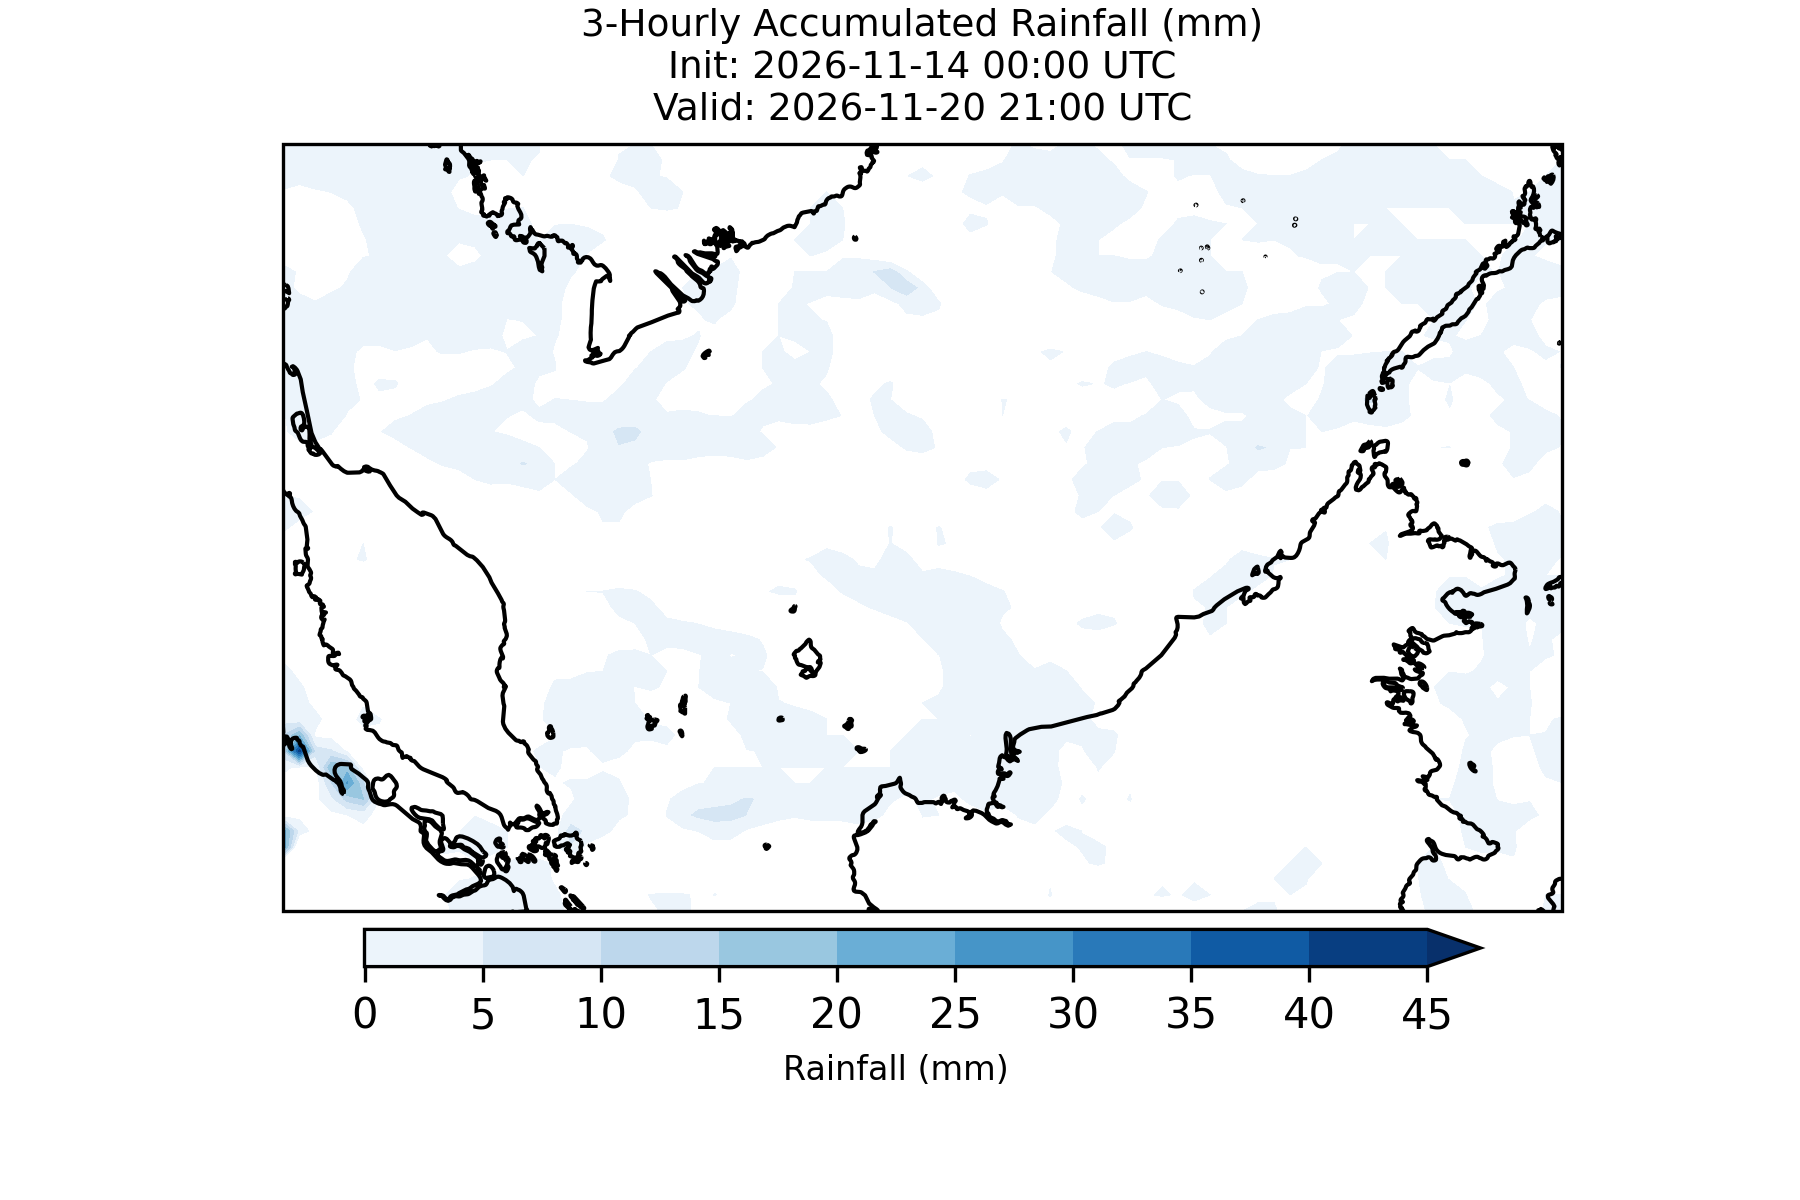 3-Hourly Accumulated Rainfall (mm)
Init: 2026-11-14 00:00 UTC
Valid: 2026-11-20 21:00 UTC
0 5 10 15 20 25 30 35 40 45
Rainfall (mm)